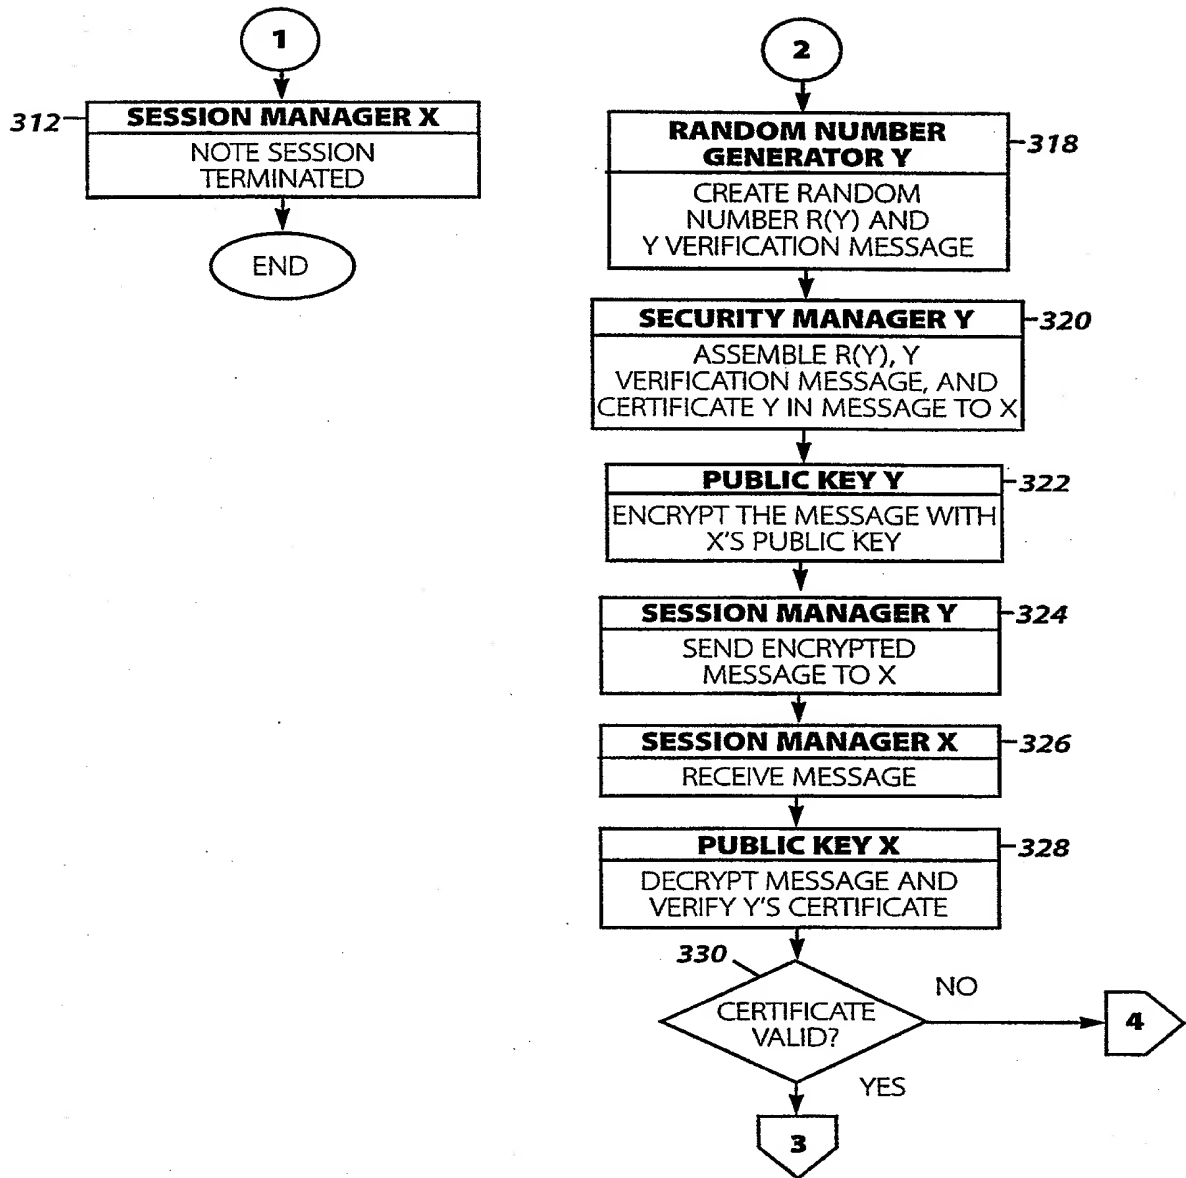 1
312
SESSION MANAGER X
NOTE SESSION
TERMINATED
END
2
RANDOM NUMBER
GENERATOR Y
318
CREATE RANDOM
NUMBER R(Y) AND
Y VERIFICATION MESSAGE
SECURITY MANAGER Y
320
ASSEMBLE R(Y), Y
VERIFICATION MESSAGE, AND
CERTIFICATE Y IN MESSAGE TO X
PUBLIC KEY Y
322
ENCRYPT THE MESSAGE WITH
X'S PUBLIC KEY
SESSION MANAGER Y
324
SEND ENCRYPTED
MESSAGE TO X
SESSION MANAGER X
326
RECEIVE MESSAGE
PUBLIC KEY X
328
DECRYPT MESSAGE AND
VERIFY Y'S CERTIFICATE
330
CERTIFICATE
VALID?
NO
4
YES
3